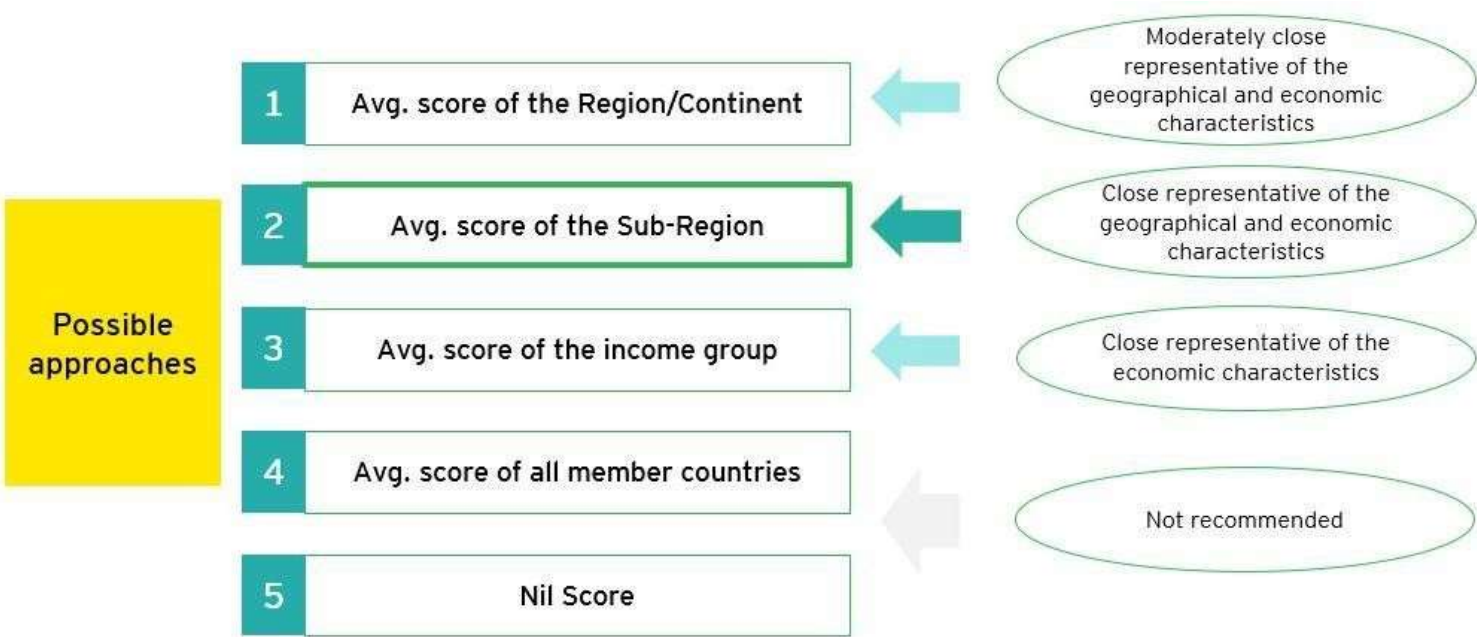 Possible
approaches
1
Avg. score of the Region/Continent
Moderately close
representative of the
geographical and economic
characteristics
2
Avg. score of the Sub-Region
Close representative of the
geographical and economic
characteristics
3
Avg. score of the income group
Close representative of the
economic characteristics
4
Avg. score of all member countries
Not recommended
5
Nil Score